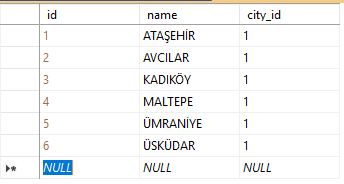 id name city_id
1 ATAŞEHİR 1
2 AVCILAR 1
3 KADIKÖY 1
4 MALTEPE 1
5 ÜMRANİYE 1
6 ÜSKÜDAR 1
NULL NULL NULL